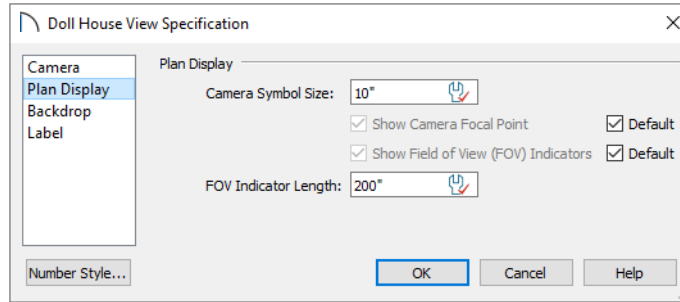 Doll House View Specification
Camera
Plan Display
Backdrop
Label
Plan Display
Camera Symbol Size: 10"
Show Camera Focal Point Default
Show Field of View (FOV) Indicators Default
FOV Indicator Length: 200"
Number Style... OK Cancel Help